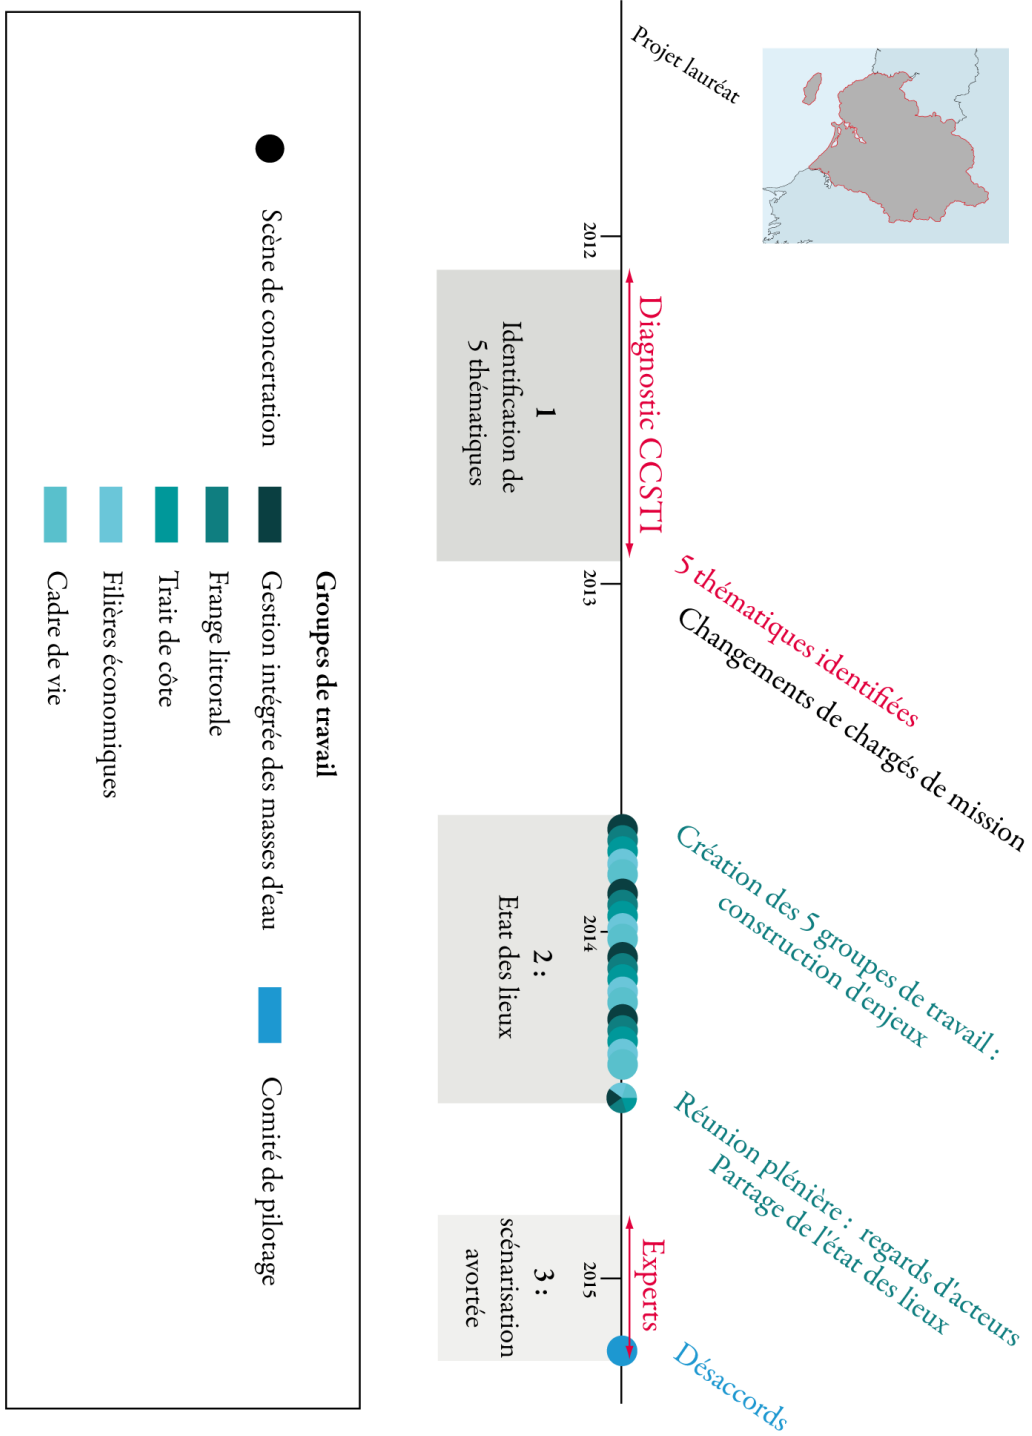 Projet lauréat
Diagnostic CCSTI
5 thématiques identifiées
Changements de chargés de mission
Création des 5 groupes de travail :
construction d'enjeux
Réunion plénière : regards d'acteurs
Partage de l'état des lieux
Experts
Désaccords
2012
2013
2014
2015
1
Identification de
5 thématiques
2 :
Etat des lieux
3 :
scénarisation
avortée
Groupes de travail
Scène de concertation
Gestion intégrée des masses d'eau
Frange littorale
Trait de côte
Filières économiques
Cadre de vie
Comité de pilotage